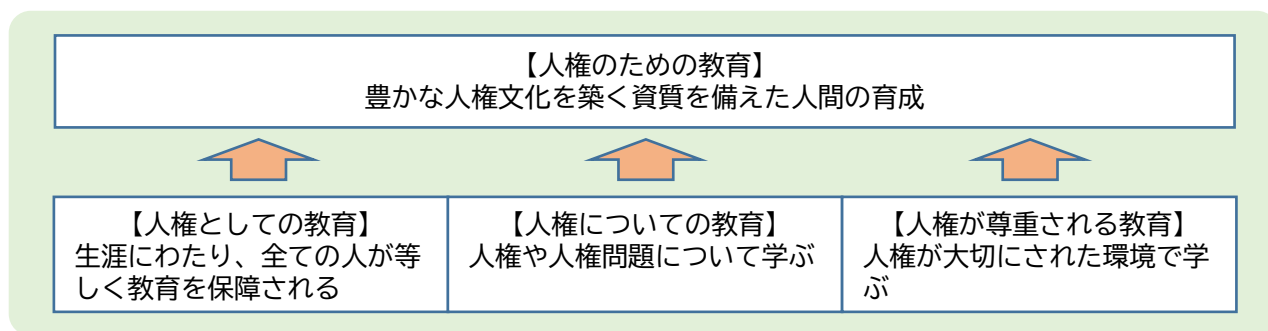 【人権のための教育】
豊かな人権文化を築く資質を備えた人間の育成
【人権としての教育】
生涯にわたり、全ての人が等
しく教育を保障される
【人権についての教育】
人権や人権問題について学ぶ
【人権が尊重される教育】
人権が大切にされた環境で学
ぶ